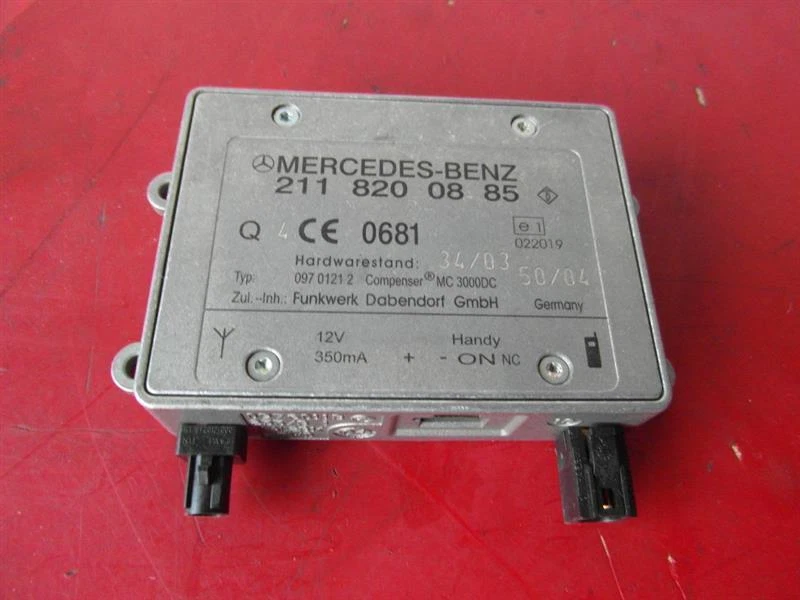 MERCEDES-BENZ
211 820 08 85
Q 4 CE 0681 e1
022019
Hardwarestand: 34/03
Typ: 097 0121 2 Compenser® MC 3000DC 50/04
Zul.-Inh.: Funkwerk Dabendorf GmbH Germany
12V Handy
350mA + - ON NC